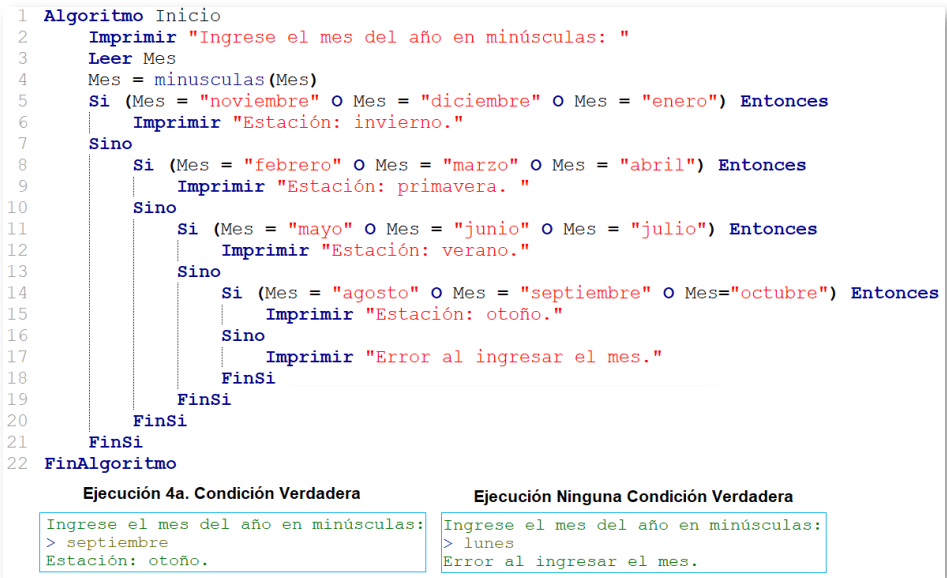 1 Algoritmo Inicio
2 Imprimir "Ingrese el mes del año en minúsculas: "
3 Leer Mes
4 Mes = minusculas(Mes)
5 Si (Mes = "noviembre" O Mes = "diciembre" O Mes = "enero") Entonces
6 Imprimir "Estación: invierno."
7 Sino
8 Si (Mes = "febrero" O Mes = "marzo" O Mes = "abril") Entonces
9 Imprimir "Estación: primavera. "
10 Sino
11 Si (Mes = "mayo" O Mes = "junio" O Mes = "julio") Entonces
12 Imprimir "Estación: verano."
13 Sino
14 Si (Mes = "agosto" O Mes = "septiembre" O Mes="octubre") Entonces
15 Imprimir "Estación: otoño."
16 Sino
17 Imprimir "Error al ingresar el mes."
18 FinSi
19 FinSi
20 FinSi
21 FinSi
22 FinAlgoritmo
Ejecución 4a. Condición Verdadera
Ingrese el mes del año en minúsculas:
> septiembre
Estación: otoño.
Ejecución Ninguna Condición Verdadera
Ingrese el mes del año en minúsculas:
> lunes
Error al ingresar el mes.